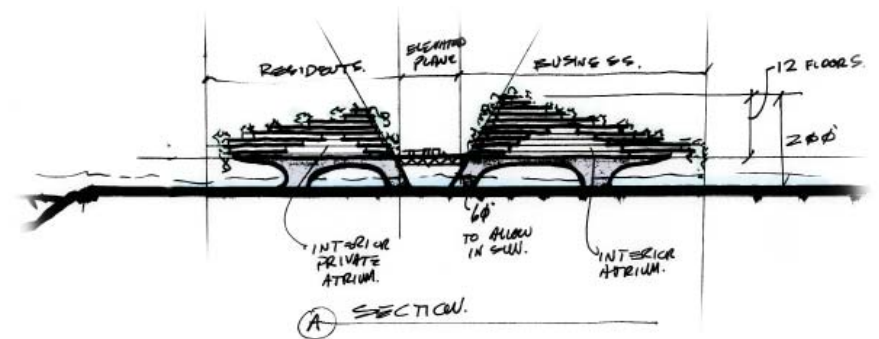 RESIDENTS.
ELEVATED
PLANE
BUSINESS.
12 FLOORS.
200'
60'
TO ALLOW
IN SUN.
INTERIOR
PRIVATE
ATRIUM.
INTERIOR
ATRIUM.
A SECTION.